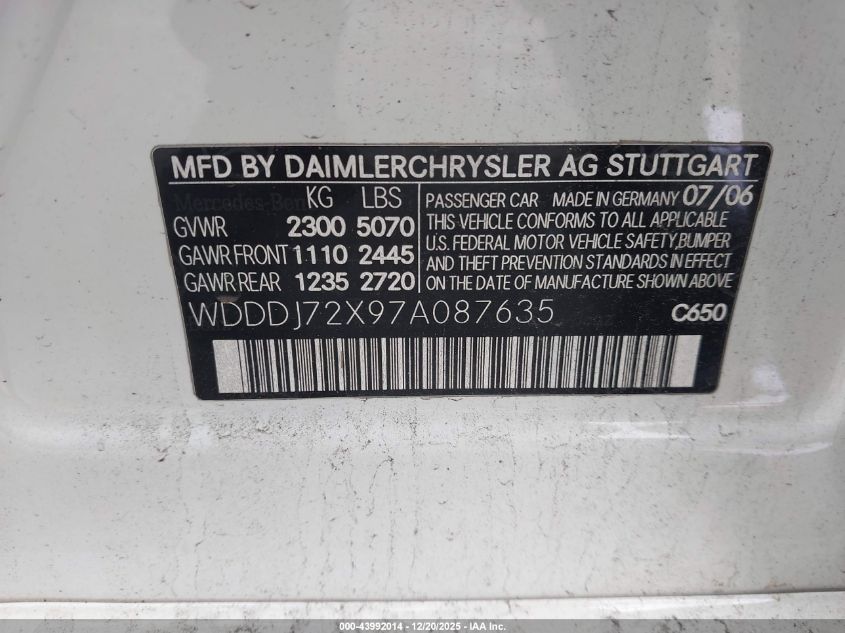 MFD BY DAIMLERCHRYSLER AG STUTTGART
Mercedes-Ben KG LBS
GVWR 2300 5070
GAWR FRONT 1110 2445
GAWR REAR 1235 2720
PASSENGER CAR MADE IN GERMANY 07/06
THIS VEHICLE CONFORMS TO ALL APPLICABLE
U.S. FEDERAL MOTOR VEHICLE SAFETY,BUMPER
AND THEFT PREVENTION STANDARDS IN EFFECT
ON THE DATE OF MANUFACTURE SHOWN ABOVE
WDDDJ72X97A087635 C650
000-43992014 - 12/20/2025 - IAA Inc.